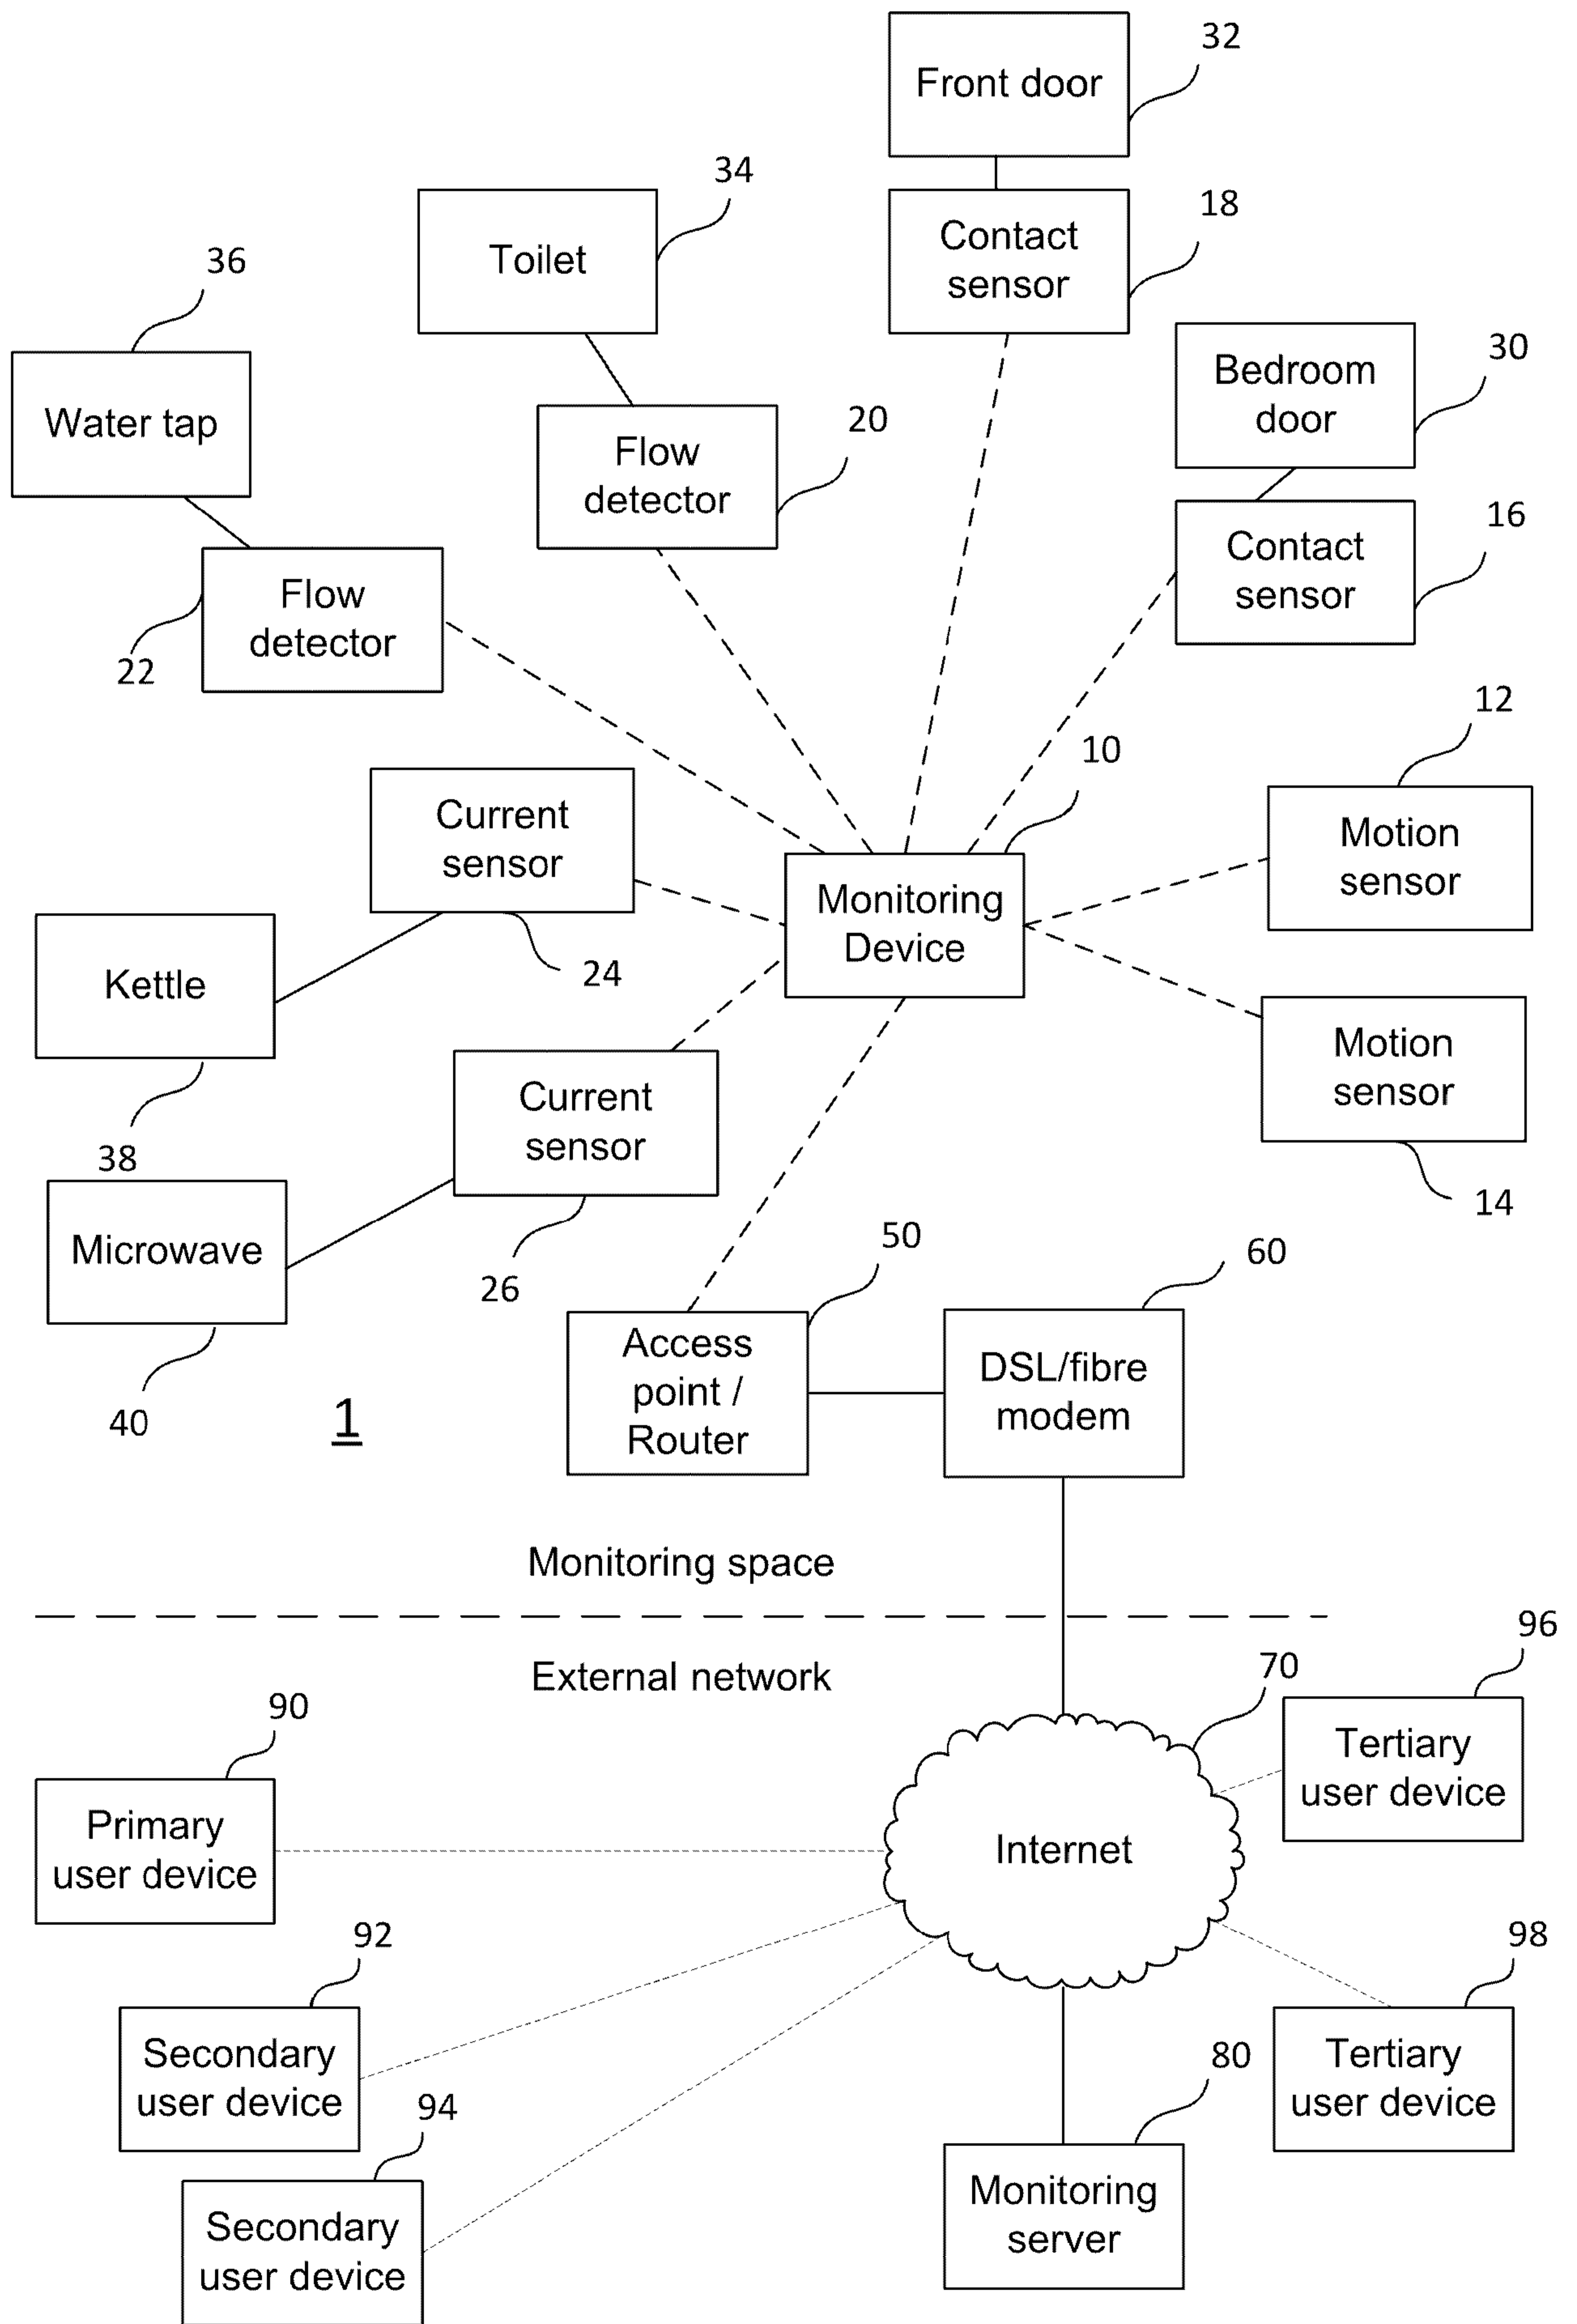 32
Front door
34
18
Contact
sensor
Toilet
36
30
Bedroom
door
Water tap
20
Flow
detector
16
Contact
sensor
Flow
detector
22
12
10
Motion
sensor
Current
sensor
Monitoring
Device
24
Kettle
38
Motion
sensor
14
Current
sensor
26
Microwave
40
1
50
60
Access
point /
Router
DSL/fibre
modem
Monitoring space
External network
96
70
90
Tertiary
user device
Primary
user device
Internet
92
98
Secondary
user device
Tertiary
user device
94
80
Secondary
user device
Monitoring
server